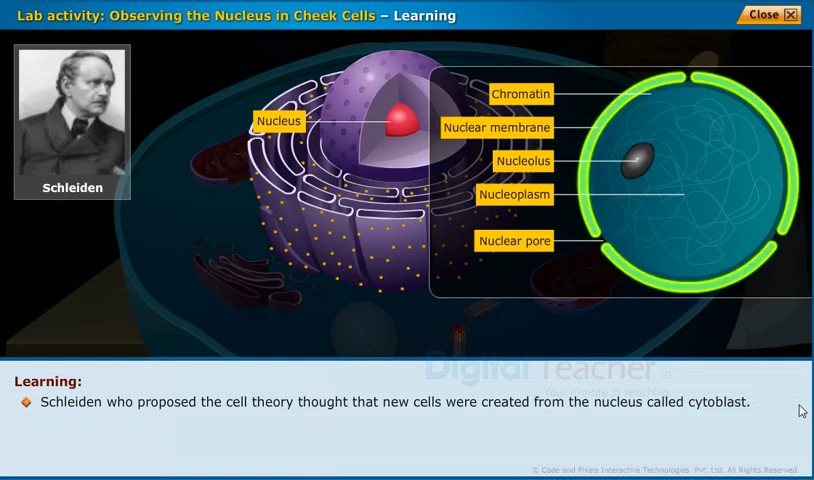 Lab activity: Observing the Nucleus in Cheek Cells – Learning
Close
Schleiden
Nucleus
Chromatin
Nuclear membrane
Nucleolus
Nucleoplasm
Nuclear pore
Digital Teacher.in
Learning:
Schleiden who proposed the cell theory thought that new cells were created from the nucleus called cytoblast.
© Code and Pixels Interactive Technologies Pvt. Ltd. All Rights Reserved.